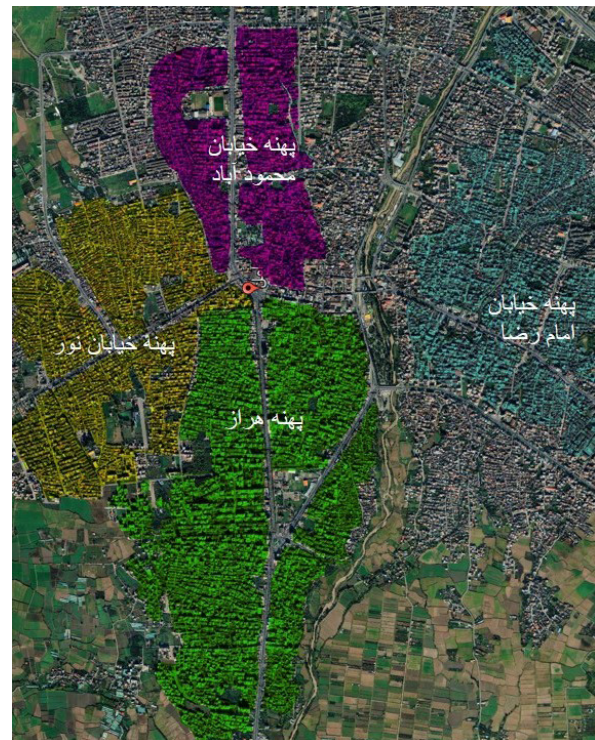 پهنه خیابان
محمود آباد
پهنه خیابان
امام رضا
پهنه خیابان نور
پهنه هراز